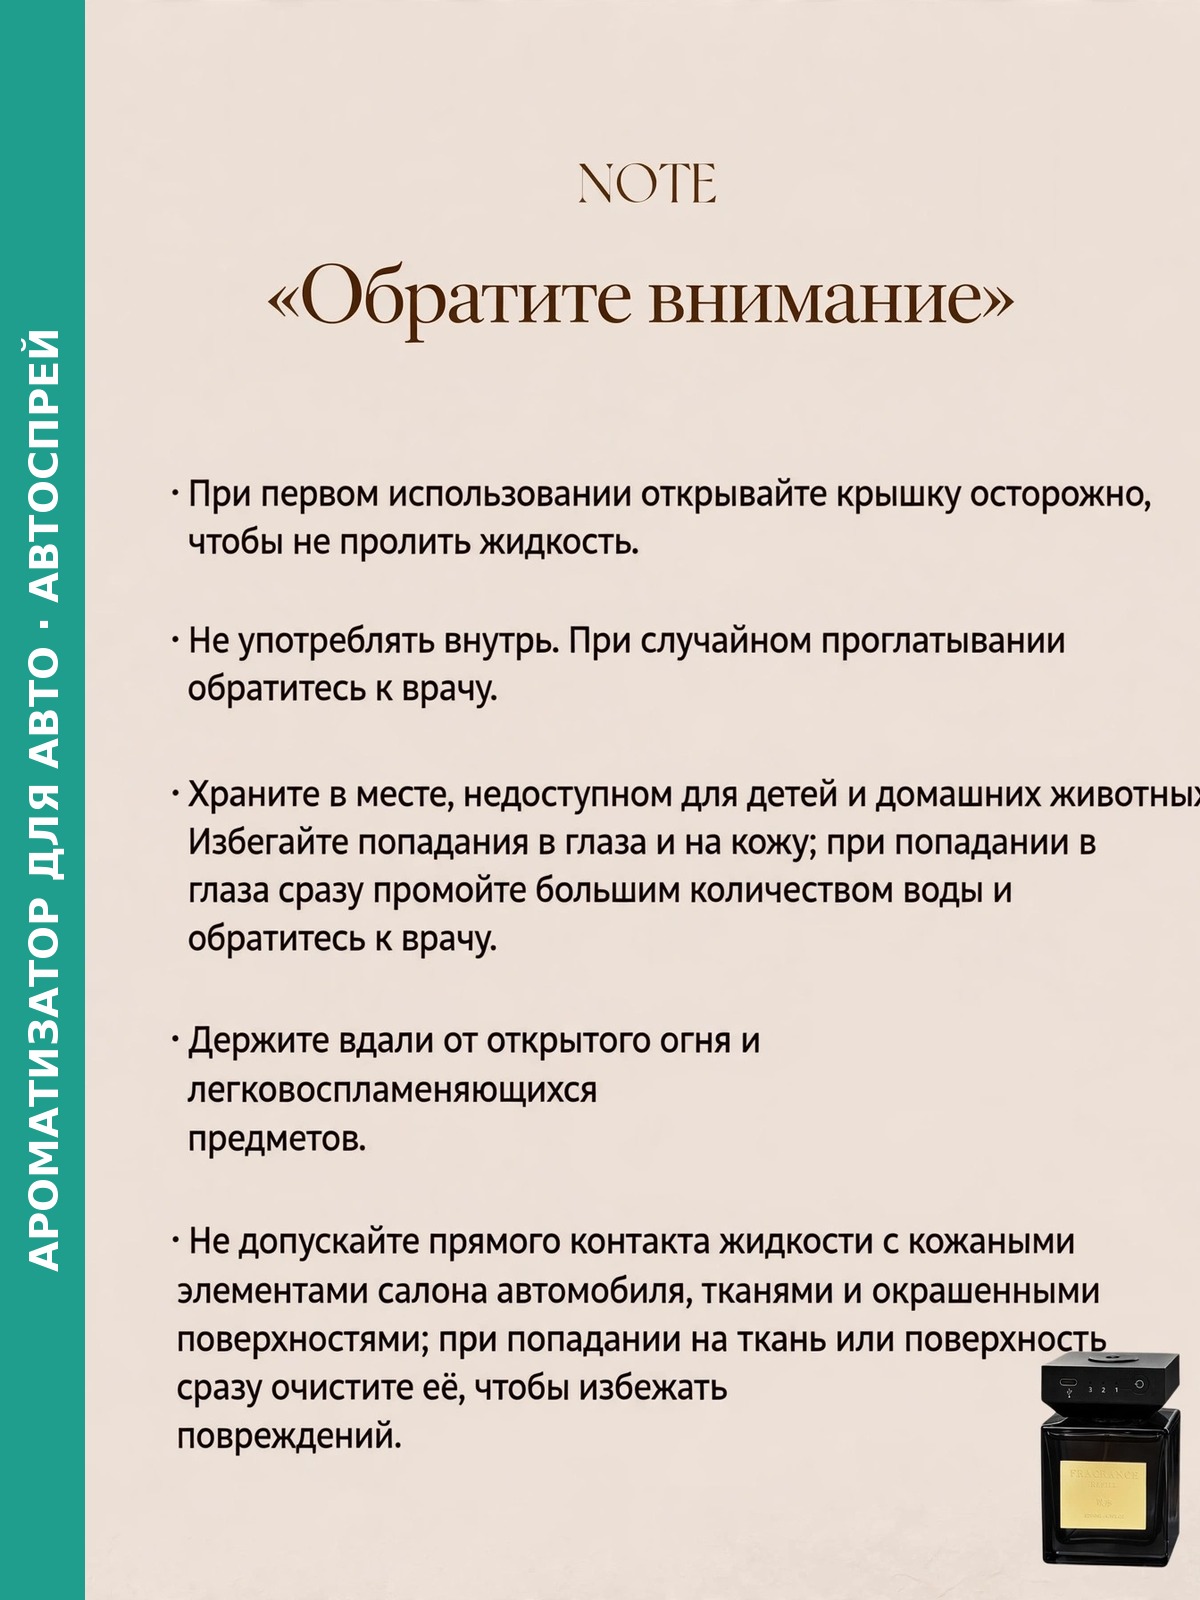 NOTE
«Обратите внимание»
· При первом использовании открывайте крышку осторожно,
чтобы не пролить жидкость.
· Не употреблять внутрь. При случайном проглатывании
обратитесь к врачу.
· Храните в месте, недоступном для детей и домашних
Избегайте попадания в глаза и на кожу; при попадании в
глаза сразу промойте большим количеством воды и
обратитесь к врачу.
· Держите вдали от открытого огня и
легковоспламеняющихся
предметов.
· Не допускайте прямого контакта жидкости с кожаными
элементами салона автомобиля, тканями и окрашенными
поверхностями; при попадании на ткань или поверхность
сразу очистите её, чтобы избежать
повреждений.
АРОМАТИЗАТОР ДЛЯ АВТО · АВТОСПРЕЙ
3 2 1
FRAGRANCE